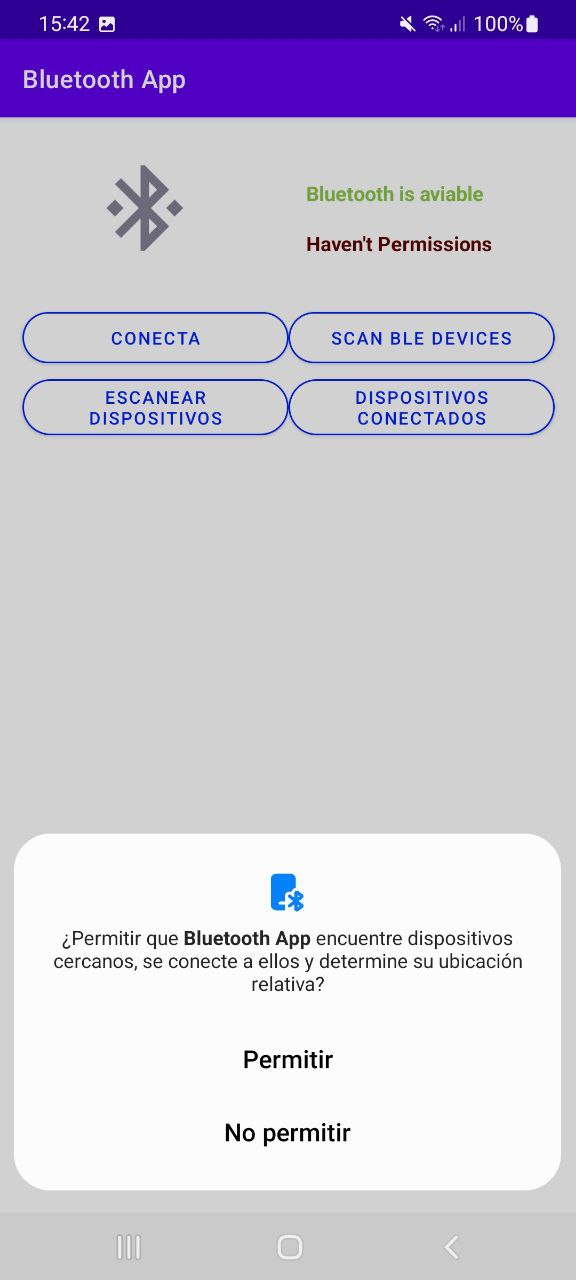 15:42
100%
Bluetooth App
Bluetooth is aviable
Haven't Permissions
CONECTA
SCAN BLE DEVICES
ESCANEAR
DISPOSITIVOS
DISPOSITIVOS
CONECTADOS
¿Permitir que Bluetooth App encuentre dispositivos
cercanos, se conecte a ellos y determine su ubicación
relativa?
Permitir
No permitir